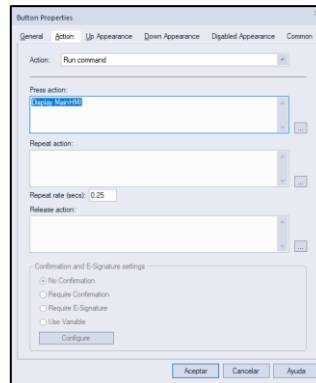 Button Properties
General Action Up Appearance Down Appearance Disabled Appearance Common
Action: Run command
Press action:
Display MainHMI
...
Repeat action:
...
Repeat rate (secs): 0.25
Release action:
...
Confirmation and E-Signature settings
No Confirmation
Require Confirmation
Require E-Signature
Use Variable
Configure
Aceptar Cancelar Ayuda